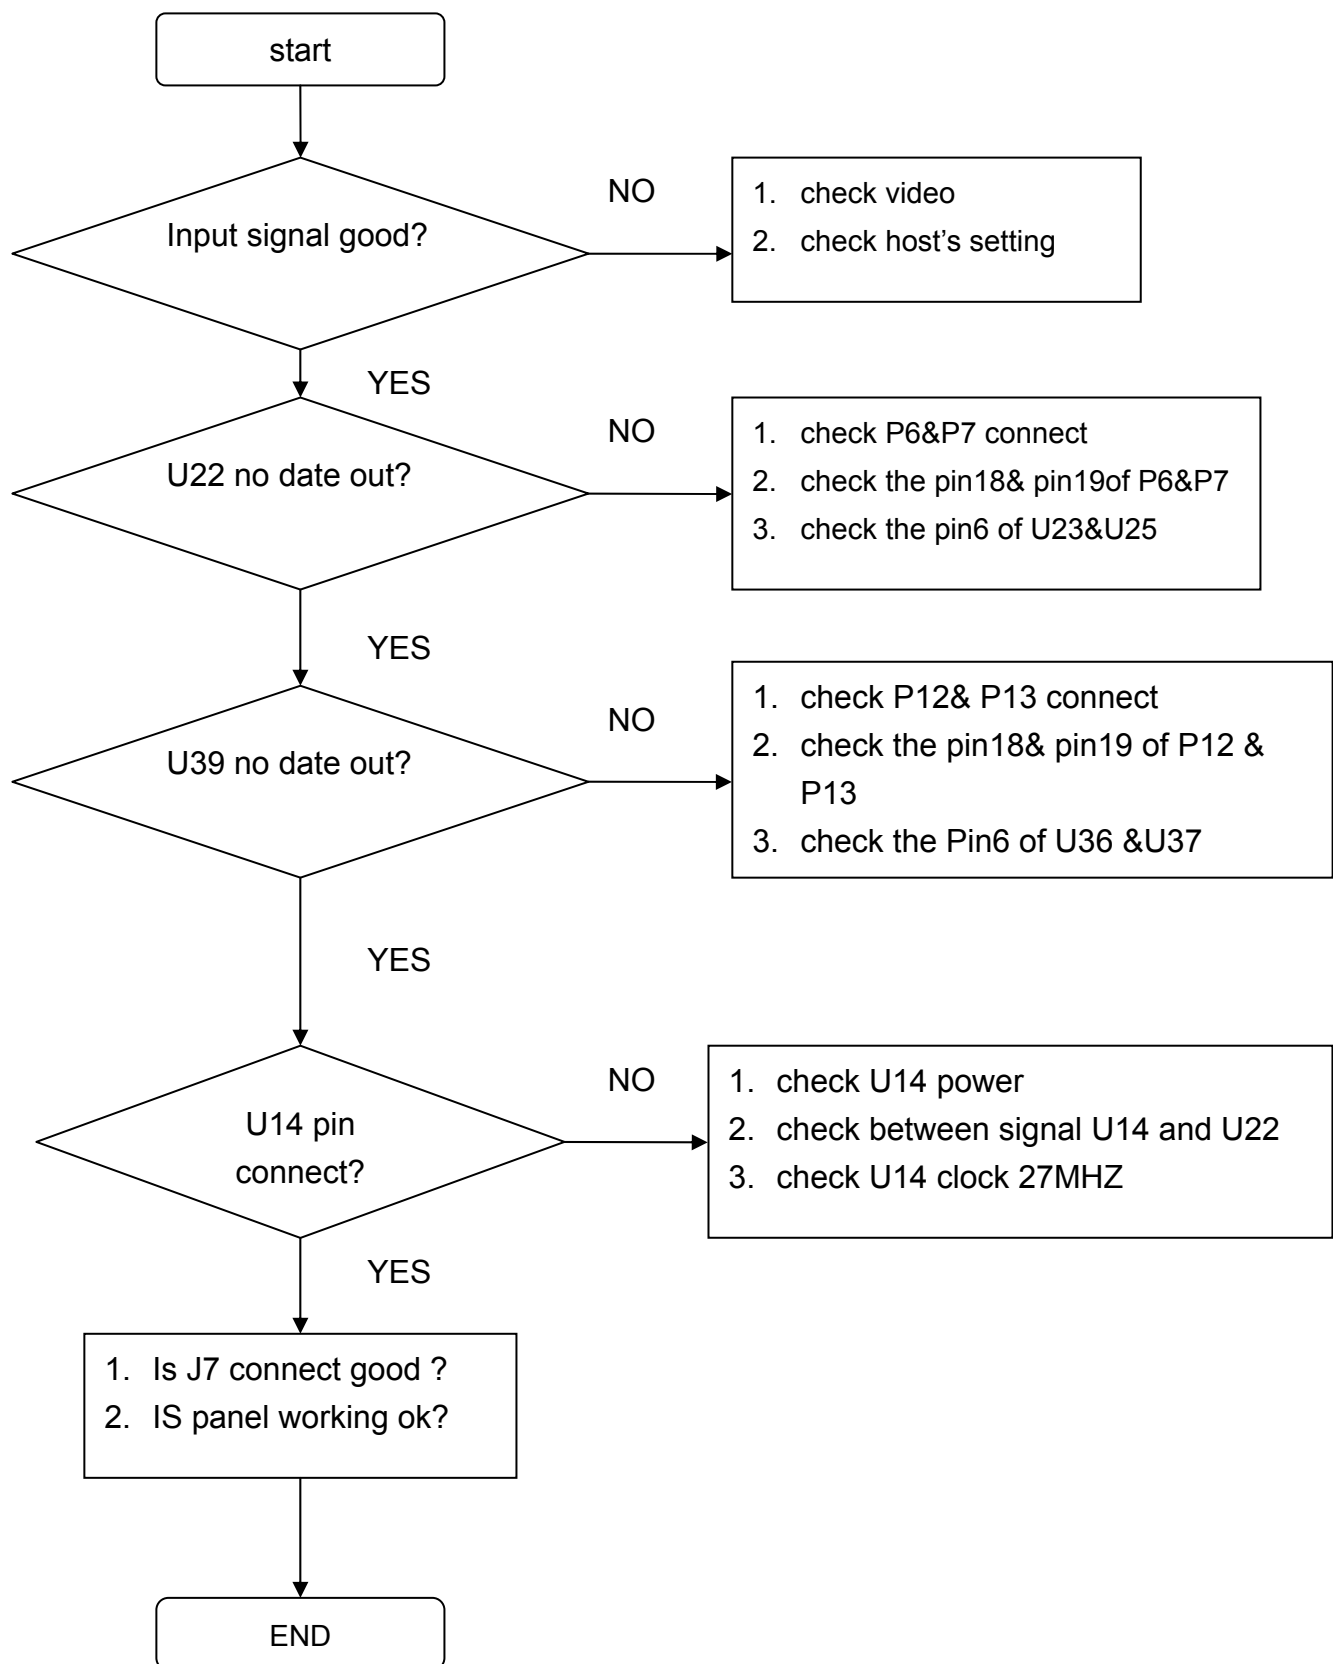 start
Input signal good?
NO
1. check video
2. check host's setting
YES
U22 no date out?
NO
1. check P6&P7 connect
2. check the pin18& pin19of P6&P7
3. check the pin6 of U23&U25
YES
U39 no date out?
NO
1. check P12& P13 connect
2. check the pin18& pin19 of P12 &
P13
3. check the Pin6 of U36 &U37
YES
U14 pin
connect?
NO
1. check U14 power
2. check between signal U14 and U22
3. check U14 clock 27MHZ
YES
1. Is J7 connect good ?
2. IS panel working ok?
END